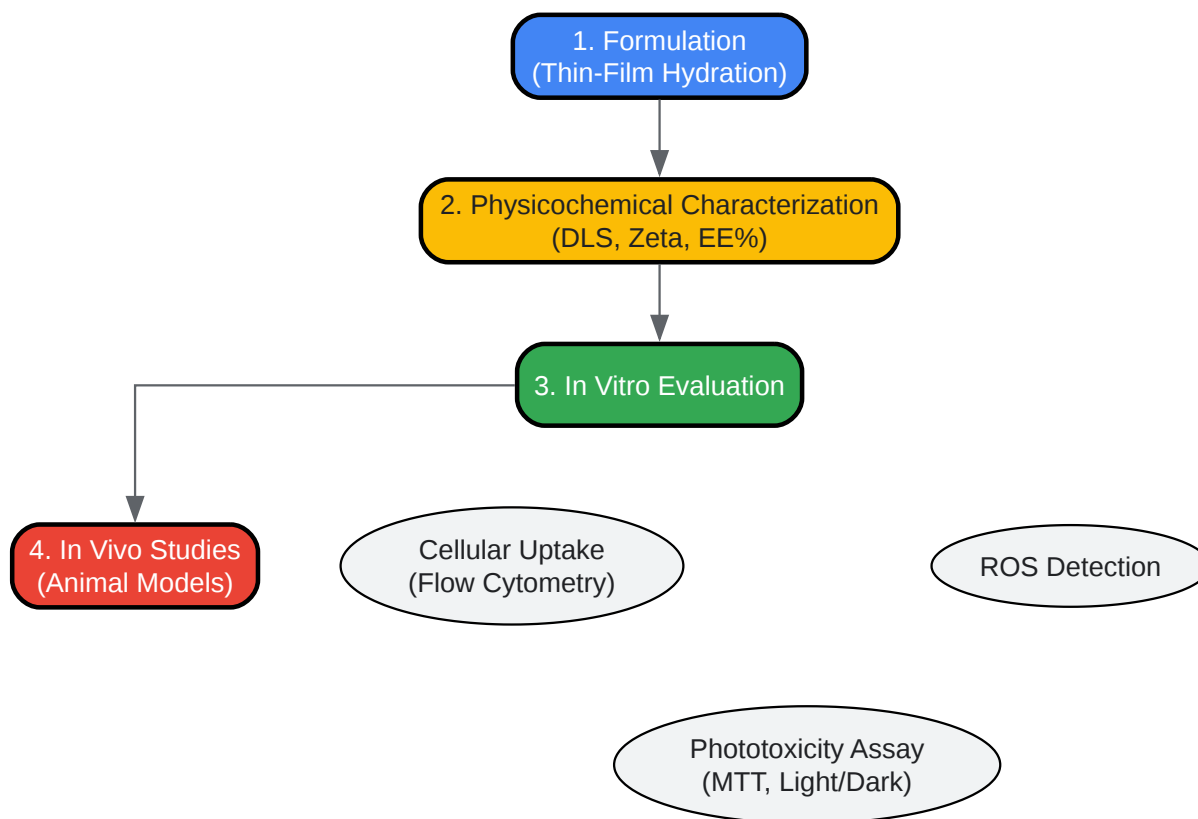 1. Formulation
(Thin-Film Hydration)
2. Physicochemical Characterization
(DLS, Zeta, EE%)
3. In Vitro Evaluation
4. In Vivo Studies
(Animal Models)
Cellular Uptake
(Flow Cytometry)
ROS Detection
Phototoxicity Assay
(MTT, Light/Dark)